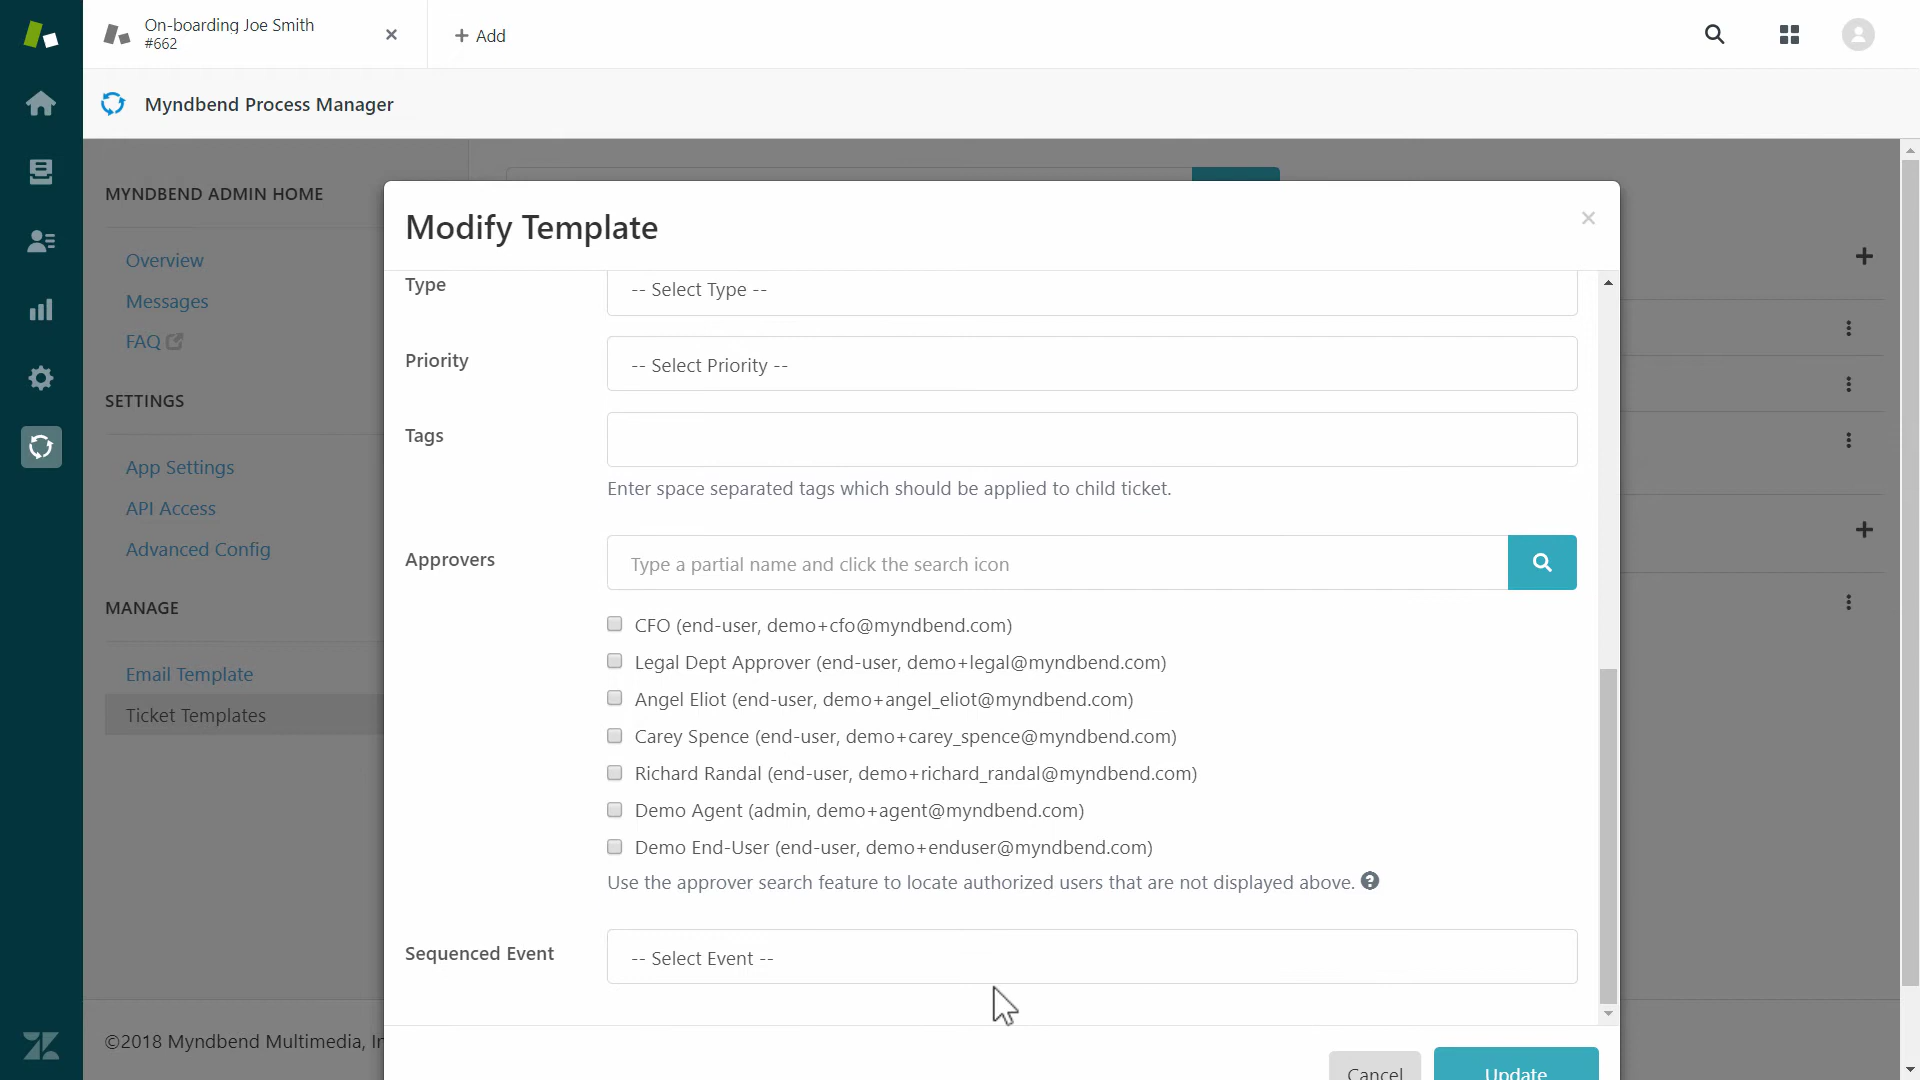 On-boarding Joe Smith
#662
+ Add
Myndbend Process Manager
MYNDBEND ADMIN HOME
Overview
Messages
FAQ
SETTINGS
App Settings
API Access
Advanced Config
MANAGE
Email Template
Ticket Templates
©2018 Myndbend Multimedia,
Modify Template
Type
-- Select Type --
Priority
-- Select Priority --
Tags
Enter space separated tags which should be applied to child ticket.
Approvers
Type a partial name and click the search icon
CFO (end-user, demo+cfo@myndbend.com)
Legal Dept Approver (end-user, demo+legal@myndbend.com)
Angel Eliot (end-user, demo+angel_eliot@myndbend.com)
Carey Spence (end-user, demo+carey_spence@myndbend.com)
Richard Randal (end-user, demo+richard_randal@myndbend.com)
Demo Agent (admin, demo+agent@myndbend.com)
Demo End-User (end-user, demo+enduser@myndbend.com)
Use the approver search feature to locate authorized users that are not displayed above.
Sequenced Event
-- Select Event --
Cancel
Update